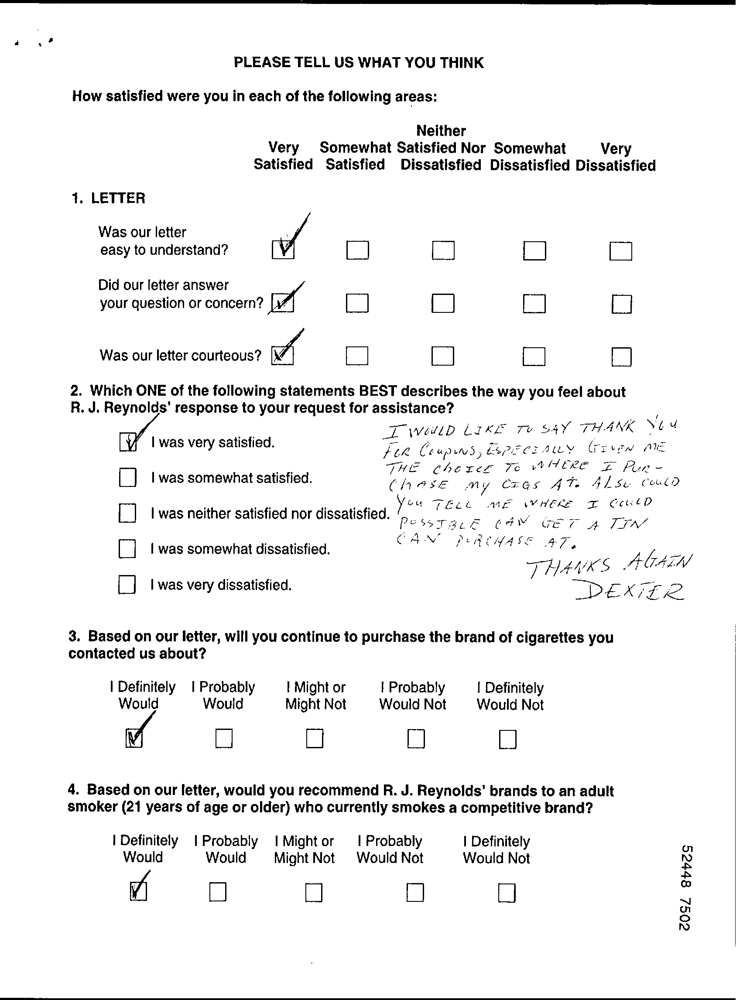 PLEASE TELL US WHAT YOU THINK
How satisfied were you in each of the following areas:
Neither
Very Somewhat Satisfied Nor Somewhat Very
Satisfied Satisfied Dissatisfied Dissatisfied Dissatisfied
1. LETTER
Was our letter
easy to understand?
Did our letter answer
your question or concern?
Was our letter courteous?
2. Which ONE of the following statements BEST describes the way you feel about
R. J. Reynolds' response to your request for assistance?
I was very satisfied.
I was somewhat satisfied.
I was neither satisfied nor dissatisfied.
I was somewhat dissatisfied.
I was very dissatisfied.
I WOULD LIKE TO SAY THANK YOU
FOR COUPONS, ESPECIALLY GIVEN ME
THE CHOICE TO WHERE I PUR-
CHASE MY CIGS AT. ALSO COULD
YOU TELL ME WHERE I COULD
POSSIBLE CAN GET A TIN
CAN PURCHASE AT.
THANKS AGAIN
DEXTER
3. Based on our letter, will you continue to purchase the brand of cigarettes you
contacted us about?
I Definitely I Probably I Might or I Probably I Definitely
Would Would Might Not Would Not Would Not
4. Based on our letter, would you recommend R. J. Reynolds' brands to an adult
smoker (21 years of age or older) who currently smokes a competitive brand?
I Definitely I Probably I Might or I Probably I Definitely
Would Would Might Not Would Not Would Not
52448 7502